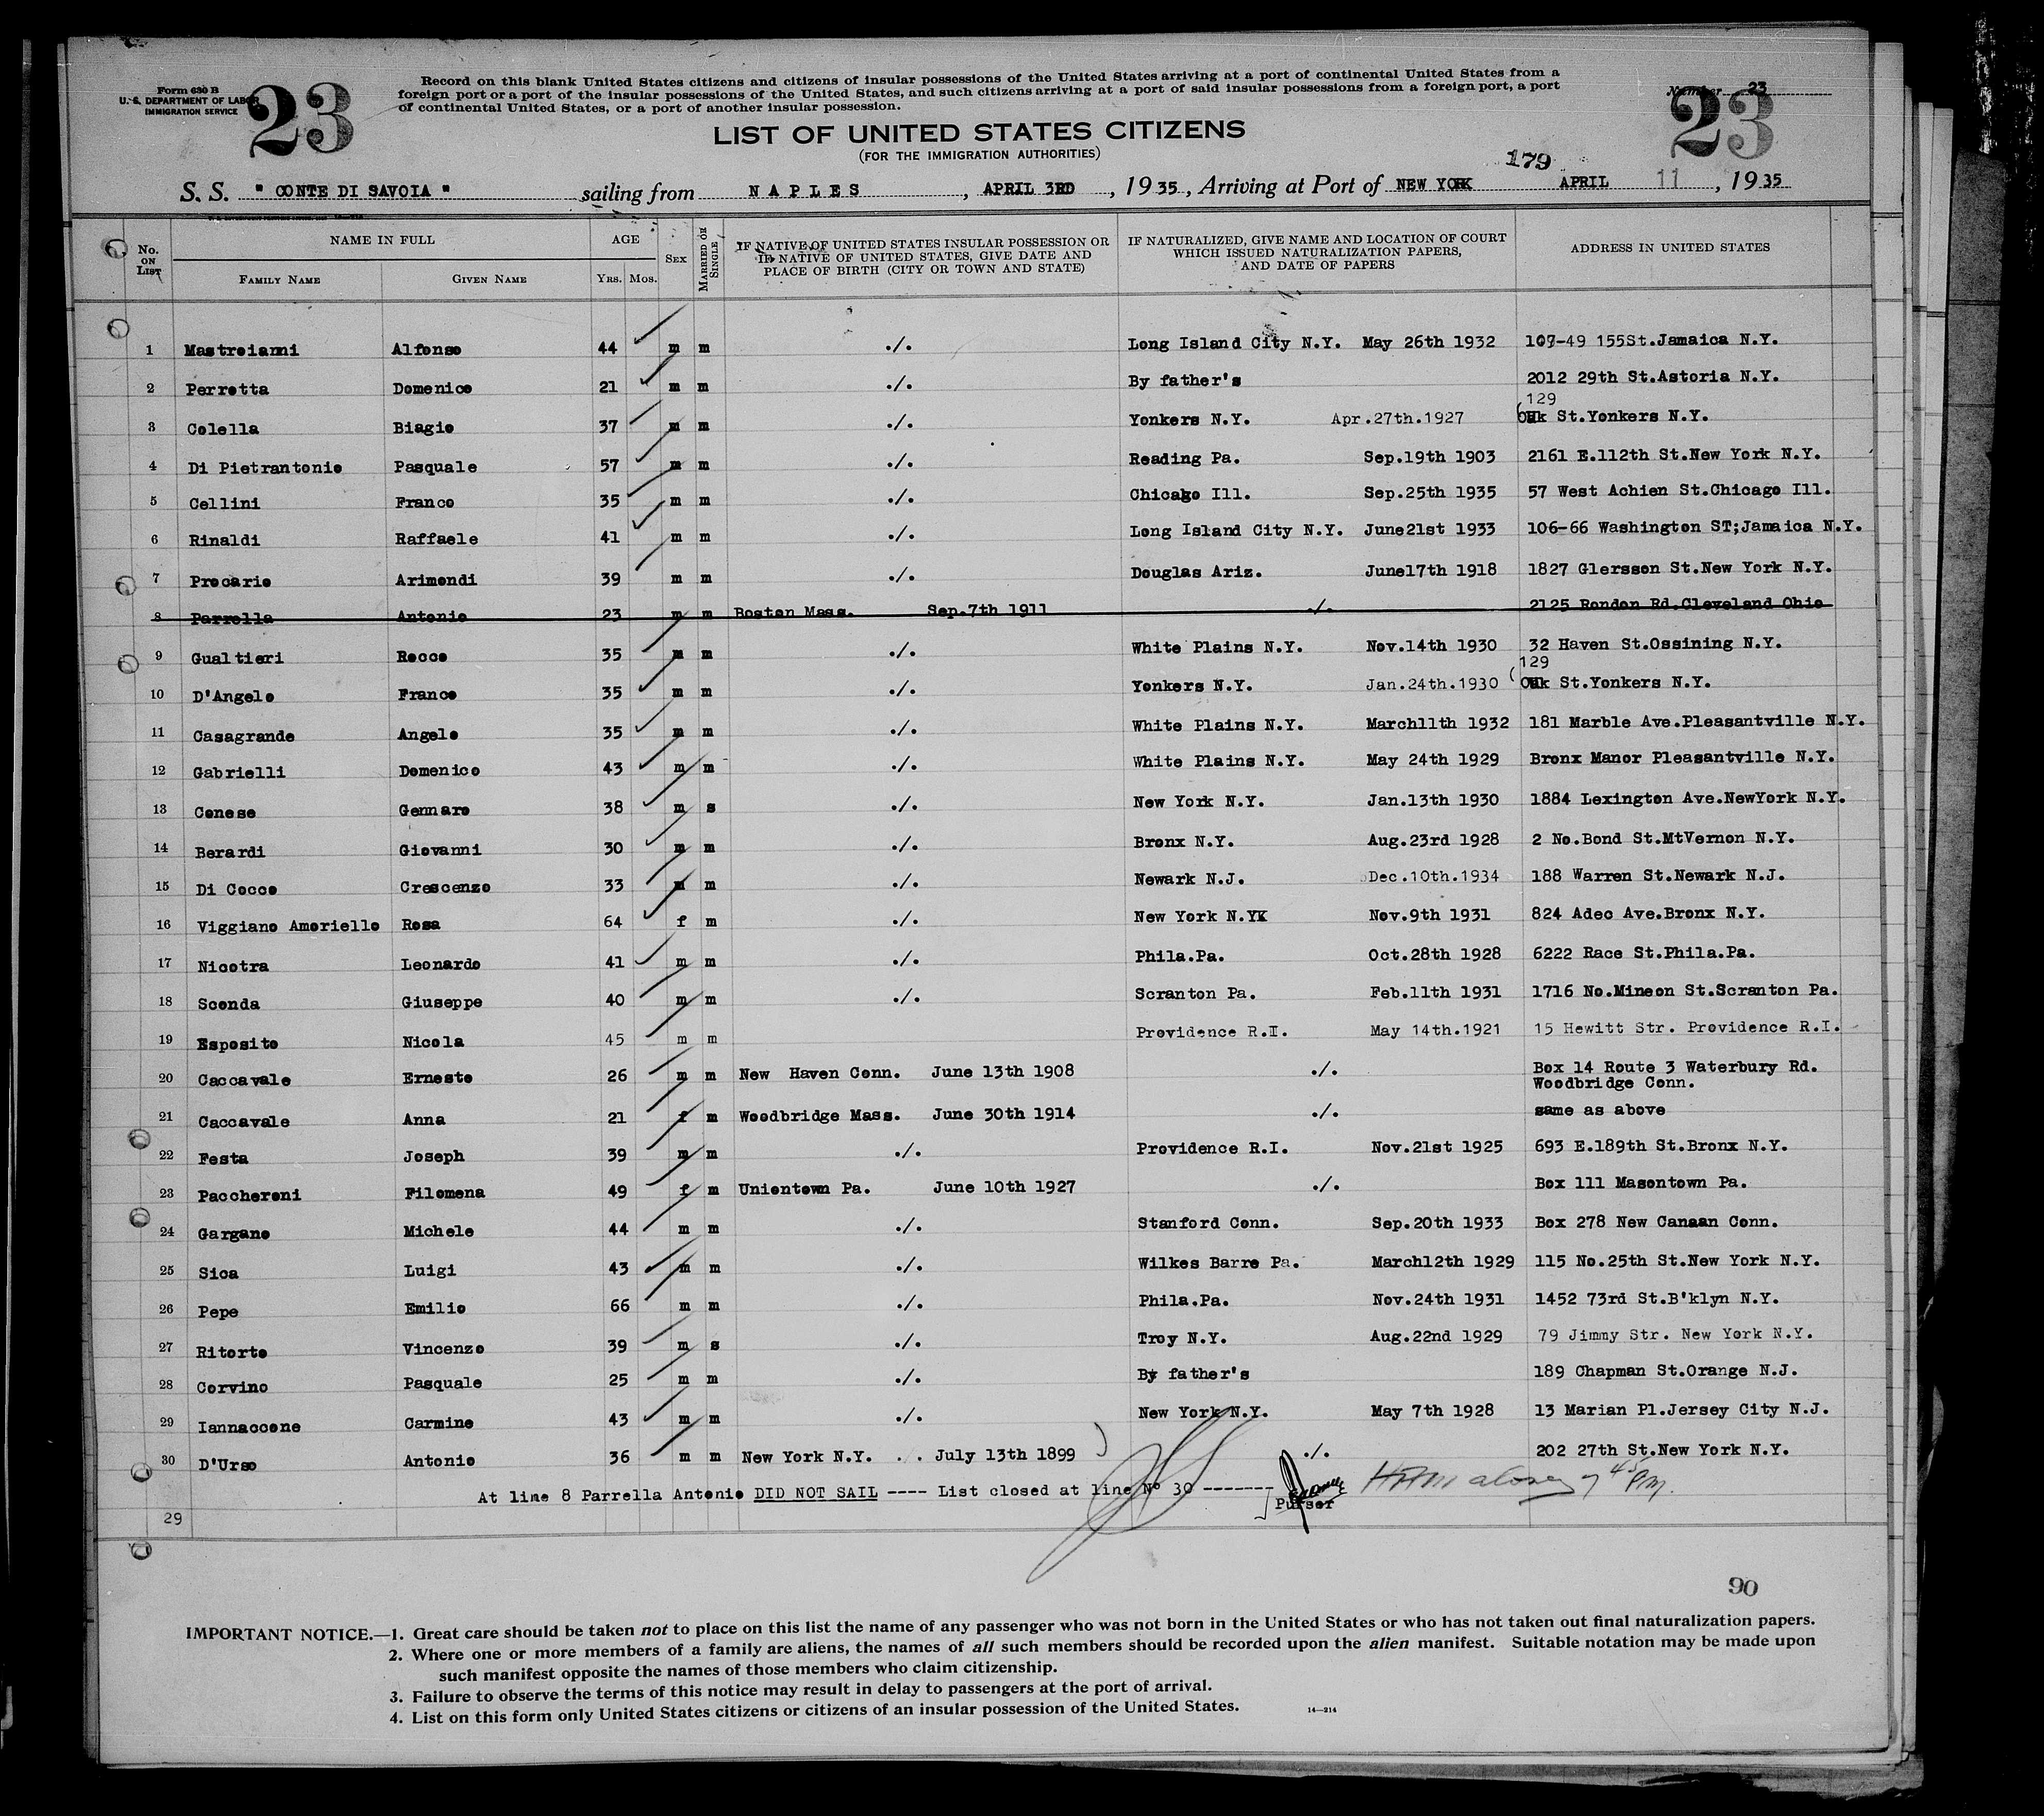 Form 630 B
U. S. DEPARTMENT OF LABOR
IMMIGRATION SERVICE
23
Record on this blank United States citizens and citizens of insular possessions of the United States arriving at a port of continental United States from a
foreign port or a port of the insular possessions of the United States, and such citizens arriving at a port of said insular possessions from a foreign port, a port
of continental United States, or a port of another insular possession.
Number 23
23
LIST OF UNITED STATES CITIZENS
(FOR THE IMMIGRATION AUTHORITIES)
179
S. S. " CONTE DI SAVOIA " sailing from NAPLES , APRIL 3RD , 1935, Arriving at Port of NEW YORK APRIL 11 , 1935
No. ON LIST NAME IN FULL AGE SEX MARRIED OR SINGLE IF NATIVE OF UNITED STATES INSULAR POSSESSION OR IF NATIVE OF UNITED STATES, GIVE DATE AND PLACE OF BIRTH (CITY OR TOWN AND STATE) IF NATURALIZED, GIVE NAME AND LOCATION OF COURT WHICH ISSUED NATURALIZATION PAPERS, AND DATE OF PAPERS ADDRESS IN UNITED STATES
FAMILY NAME GIVEN NAME YRS. MOS.
1 Mastroianni Alfonso 44 m m ./. Long Island City N.Y. May 26th 1932 107-49 155St.Jamaica N.Y.
2 Perrotta Domenico 21 m m ./. By father's 2012 29th St.Astoria N.Y.
129
3 Colella Biagio 37 m m ./. Yonkers N.Y. Apr.27th.1927 Oak St.Yonkers N.Y.
4 Di Pietrantonio Pasquale 57 m m ./. Reading Pa. Sep.19th 1903 2161 E.112th St.New York N.Y.
5 Cellini Franco 35 m m ./. Chicago Ill. Sep.25th 1935 57 West Achien St.Chicago Ill.
6 Rinaldi Raffaele 41 m m ./. Long Island City N.Y. June21st 1933 106-66 Washington ST;Jamaica N.Y.
7 Procario Arimondi 39 m m ./. Douglas Ariz. June17th 1918 1827 Glersson St.New York N.Y.
8 Parrella Antonio 23 m m Boston Mass. Sep.7th 1911 ./. 2125 Rondon Rd.Cleveland Ohio
9 Gualtieri Rocco 35 m m ./. White Plains N.Y. Nov.14th 1930 32 Haven St.Ossining N.Y.
129
10 D'Angelo Franco 35 m m ./. Yonkers N.Y. Jan.24th.1930 Oak St.Yonkers N.Y.
11 Casagrande Angelo 35 m m ./. White Plains N.Y. March11th 1932 181 Marble Ave.Pleasantville N.Y.
12 Gabrielli Domenico 43 m m ./. White Plains N.Y. May 24th 1929 Bronx Manor Pleasantville N.Y.
13 Conese Gennaro 38 m s ./. New York N.Y. Jan.13th 1930 1884 Lexington Ave.NewYork N.Y.
14 Berardi Giovanni 30 m m ./. Bronx N.Y. Aug.23rd 1928 2 No.Bond St.MtVernon N.Y.
15 Di Cocco Crescenzo 33 m m ./. Newark N.J. Dec.10th.1934 188 Warren St.Newark N.J.
16 Viggiano Amoriello Rosa 64 f m ./. New York N.YK Nov.9th 1931 824 Adec Ave.Bronx N.Y.
17 Nicotra Leonardo 41 m m ./. Phila.Pa. Oct.28th 1928 6222 Race St.Phila.Pa.
18 Sconda Giuseppe 40 m m ./. Scranton Pa. Feb.11th 1931 1716 No.Mineon St.Scranton Pa.
19 Esposito Nicola 45 m m Providence R.I. May 14th.1921 15 Hewitt Str. Providence R.I.
20 Caccavale Ernesto 26 m m New Haven Conn. June 13th 1908 ./. Box 14 Route 3 Waterbury Rd.
Woodbridge Conn.
21 Caccavale Anna 21 f m Woodbridge Mass. June 30th 1914 ./. same as above
22 Festa Joseph 39 m m ./. Providence R.I. Nov.21st 1925 693 E.189th St.Bronx N.Y.
23 Paccheroni Filomena 49 f m Uniontown Pa. June 10th 1927 ./. Box 111 Masontown Pa.
24 Gargano Michele 44 m m ./. Stanford Conn. Sep.20th 1933 Box 278 New Canaan Conn.
25 Sica Luigi 43 m m ./. Wilkes Barre Pa. March12th 1929 115 No.25th St.New York N.Y.
26 Pepe Emilio 66 m m ./. Phila.Pa. Nov.24th 1931 1452 73rd St.B'klyn N.Y.
27 Ritorto Vincenzo 39 m s ./. Troy N.Y. Aug.22nd 1929 79 Jimmy Str. New York N.Y.
28 Corvino Pasquale 25 m m ./. By father's 189 Chapman St.Orange N.J.
29 Iannaccone Carmine 43 m m ./. New York N.Y. May 7th 1928 13 Marian Pl.Jersey City N.J.
30 D'Urso Antonio 36 m m New York N.Y. July 13th 1899 ./. 202 27th St.New York N.Y.
At line 8 Parrella Antonio DID NOT SAIL ---- List closed at line Nº 30 -------
Purser
29
90
IMPORTANT NOTICE.—1. Great care should be taken not to place on this list the name of any passenger who was not born in the United States or who has not taken out final naturalization papers.
2. Where one or more members of a family are aliens, the names of all such members should be recorded upon the alien manifest. Suitable notation may be made upon
such manifest opposite the names of those members who claim citizenship.
3. Failure to observe the terms of this notice may result in delay to passengers at the port of arrival.
4. List on this form only United States citizens or citizens of an insular possession of the United States.
14—214